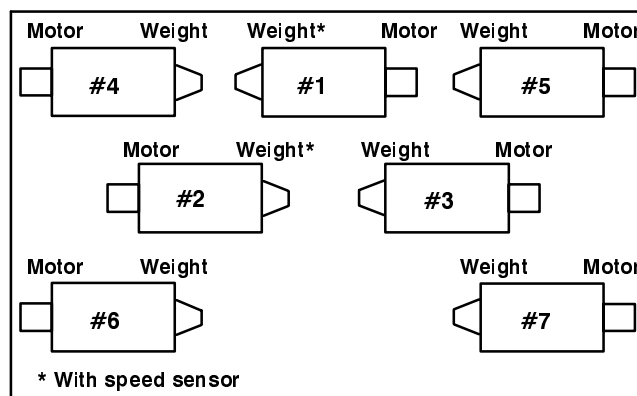 Motor Weight Weight* Motor Weight Motor
#4 #1 #5
Motor Weight* Weight Motor
#2 #3
Motor Weight Weight Motor
#6 #7
* With speed sensor